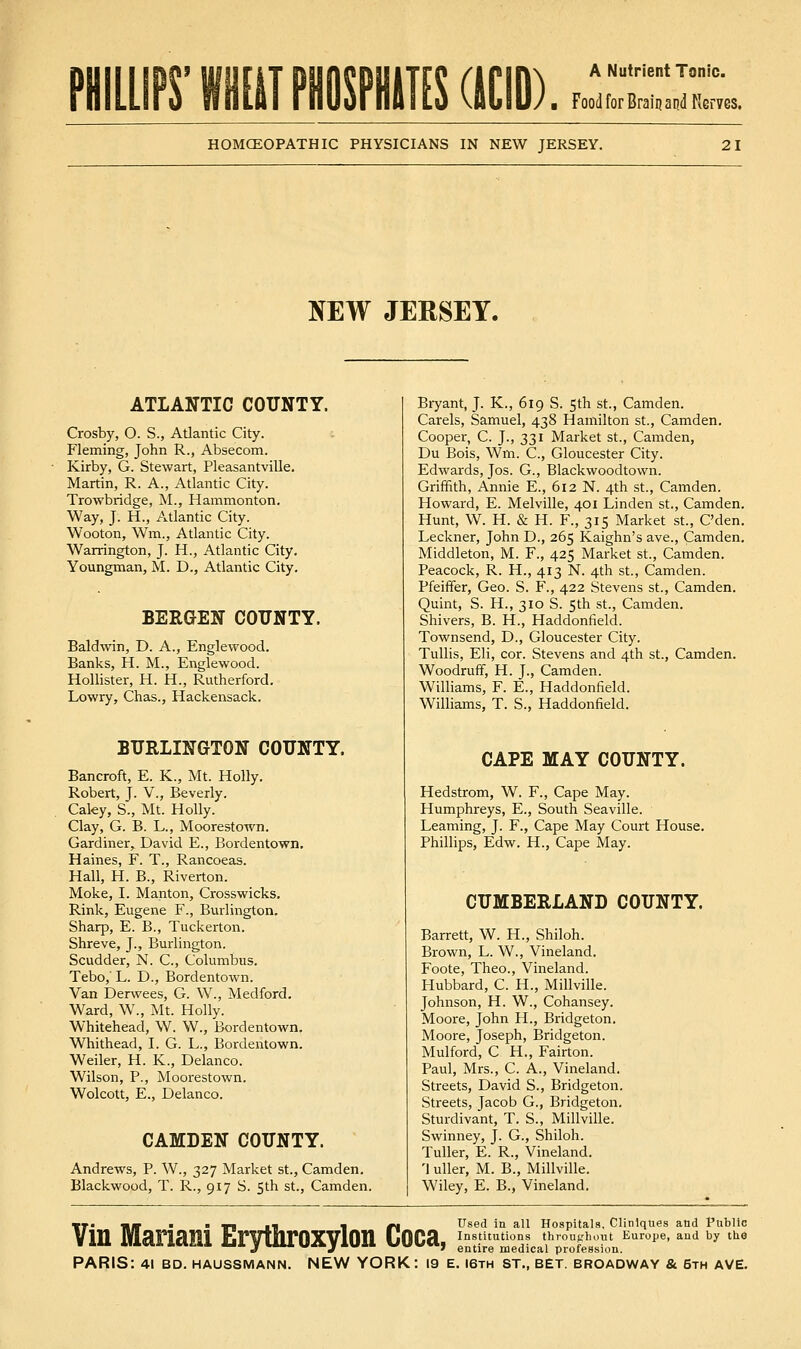 PHILLIPS' WHEAT PHOSPHATES (ACID).
A Nutrient Tonic.
Food for Brain and Nerves.
HOMŒOPATHIC PHYSICIANS IN NEW JERSEY. 21
NEW JERSEY.
ATLANTIC COUNTY.
Crosby, O. S., Atlantic City.
Fleming, John R., Absecom.
Kirby, G. Stewart, Pleasantville.
Martin, R. A., Atlantic City.
Trowbridge, M., Hammonton.
Way, J. H., Atlantic City.
Wooton, Wm., Atlantic City.
Warrington, J. H., Atlantic City.
Youngman, M. D., Atlantic City.
BERGEN COUNTY.
Baldwin, D. A., Englewood.
Banks, H. M., Englewood.
Hollister, H. H., Rutherford.
Lowry, Chas., Hackensack.
BURLINGTON COUNTY.
Bancroft, E. K., Mt. Holly.
Robert, J. V., Beverly.
Caley, S., Mt. Holly.
Clay, G. B. L., Moorestown.
Gardiner, David E., Bordentown.
Haines, F. T., Rancoeas.
Hall, H. B., Riverton.
Moke, I. Manton, Crosswicks.
Rink, Eugene F., Burlington.
Sharp, E. B., Tuckerton.
Shreve, J., Burlington.
Scudder, N. C., Columbus.
Tebo, L. D., Bordentown.
Van Derwees, G. W., Medford.
Ward, W., Mt. Holly.
Whitehead, W. W., Bordentown.
Whithead, I. G. L., Bordentown.
Weiler, H. K., Delanco.
Wilson, P., Moorestown.
Wolcott, E., Delanco.
CAMDEN COUNTY.
Andrews, P. W., 327 Market st., Camden.
Blackwood, T. R., 917 S. 5th st., Camden.
Bryant, J. K., 619 S. 5th st., Camden.
Carels, Samuel, 438 Hamilton st., Camden.
Cooper, C. J., 331 Market st., Camden,
Du Bois, Wm. C., Gloucester City.
Edwards, Jos. G., Blackwoodtown.
Griffith, Annie E., 612 N. 4th st., Camden.
Howard, E. Melville, 401 Linden st., Camden.
Hunt, W. H. & H. F., 315 Market st., C'den.
Leckner, John D., 265 Kaighn's ave., Camden.
Middleton, M. F., 425 Market st., Camden.
Peacock, R. H., 413 N. 4th st., Camden.
Pfeiffer, Geo. S. F., 422 Stevens st., Camden.
Quint, S. H., 310 S. 5th st., Camden.
Shivers, B. H., Haddonfield.
Townsend, D., Gloucester City.
Tullis, Eli, cor. Stevens and 4th st., Camden.
Woodruff, H. J., Camden.
Williams, F. E., Haddonfield.
Williams, T. S., Haddonfield.
CAPE MAY COUNTY.
Hedstrom, W. F., Cape May.
Humphreys, E., South Seaville.
Leaming, J. F., Cape May Court House.
Phillips, Edw. H., Cape May.
CUMBERLAND COUNTY.
Barrett, W. H., Shiloh.
Brown, L. W., Vineland.
Foote, Theo., Vineland.
Hubbard, C. H., Millville.
Johnson, H. W., Cohansey.
Moore, John H., Bridgeton.
Moore, Joseph, Bridgeton.
Mulford, C H., Fairton.
Paul, Mrs., C. A., Vineland.
Streets, David S., Bridgeton.
Streets, Jacob G., Bridgeton.
Sturdivant, T. S., Millville.
Swinney, J. G., Shiloh.
Tuller, E. R., Vineland.
Tuller, M. B., Millville.
Wiley, E. B., Vineland.
Vin Mariani Erythroxylon Coca,
Used in all Hospitals, Cliniques and Public
Institutions throughout Europe, and by the
entire medical profession.
PARIS: 41 BD. HAUSSMANN. NEW YORK: 19 E. 16TH ST., BET. BROADWAY & 5TH AVE.